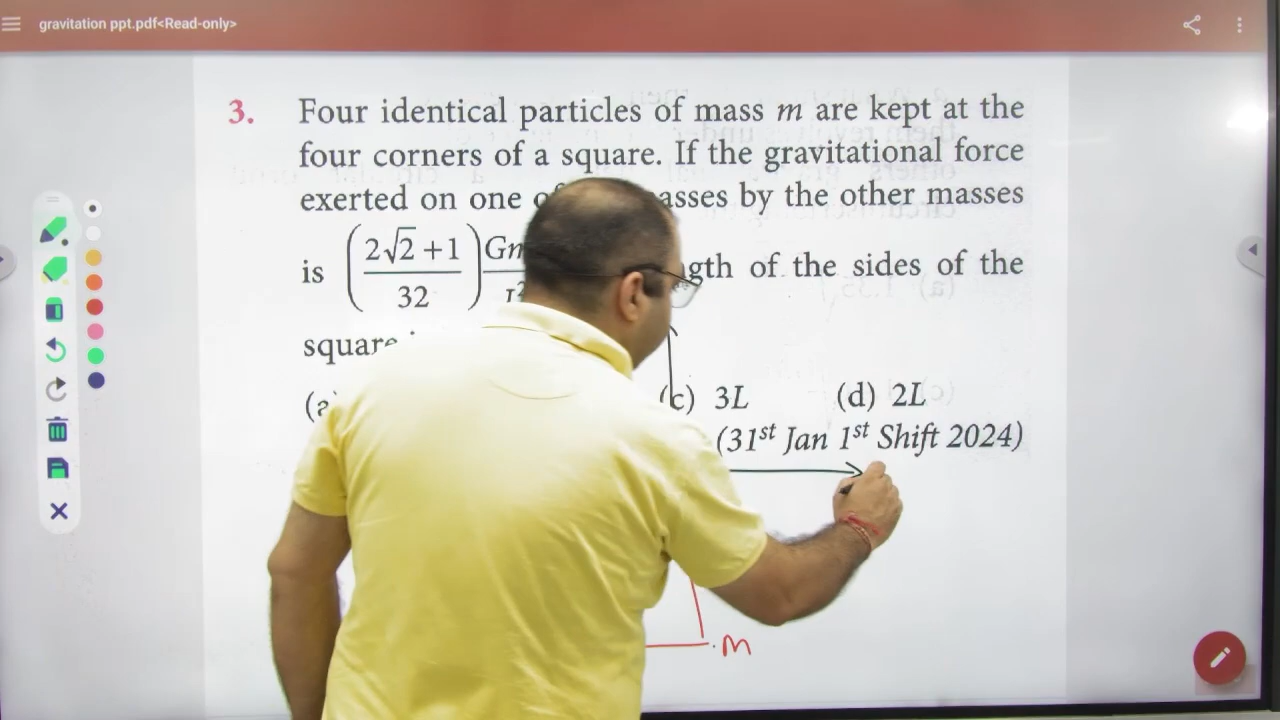 gravitation ppt.pdf<Read-only>
3. Four identical particles of mass m are kept at the
four corners of a square. If the gravitational force
exerted on one asses by the other masses
is (2√2 + 1 / 32) G of the sides of the
square
(c) 3L (d) 2L
(31st Jan 1st Shift 2024)
m